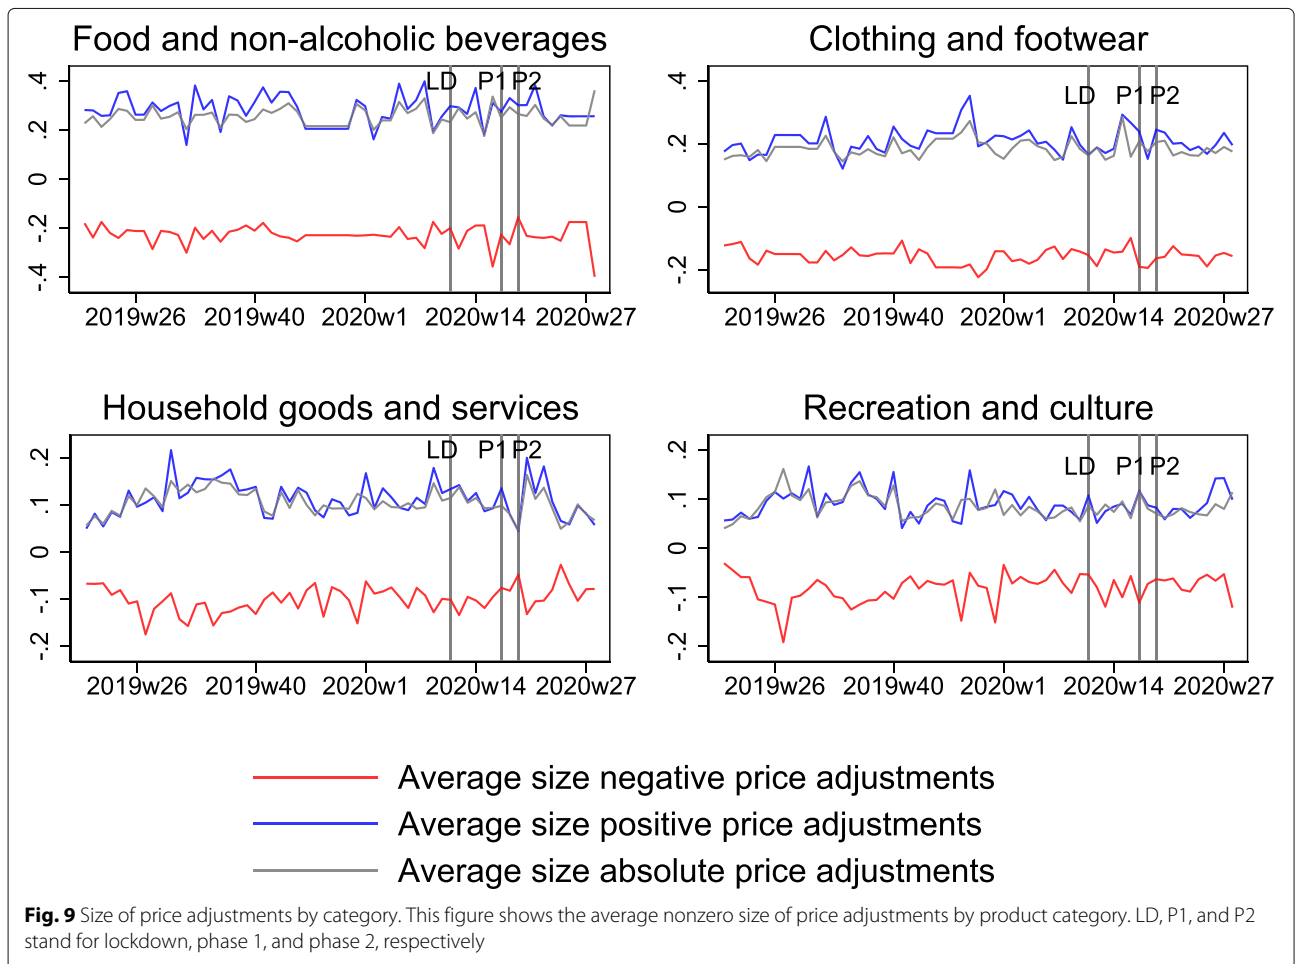 Food and non-alcoholic beverages
.4
.2
0
-.2
-.4
LD P1 P2
2019w26 2019w40 2020w1 2020w14 2020w27
Clothing and footwear
.4
.2
0
-.2
LD P1 P2
2019w26 2019w40 2020w1 2020w14 2020w27
Household goods and services
.2
.1
0
-.1
-.2
LD P1 P2
2019w26 2019w40 2020w1 2020w14 2020w27
Recreation and culture
.2
.1
0
-.1
-.2
LD P1 P2
2019w26 2019w40 2020w1 2020w14 2020w27
Average size negative price adjustments
Average size positive price adjustments
Average size absolute price adjustments
Fig. 9 Size of price adjustments by category. This figure shows the average nonzero size of price adjustments by product category. LD, P1, and P2
stand for lockdown, phase 1, and phase 2, respectively